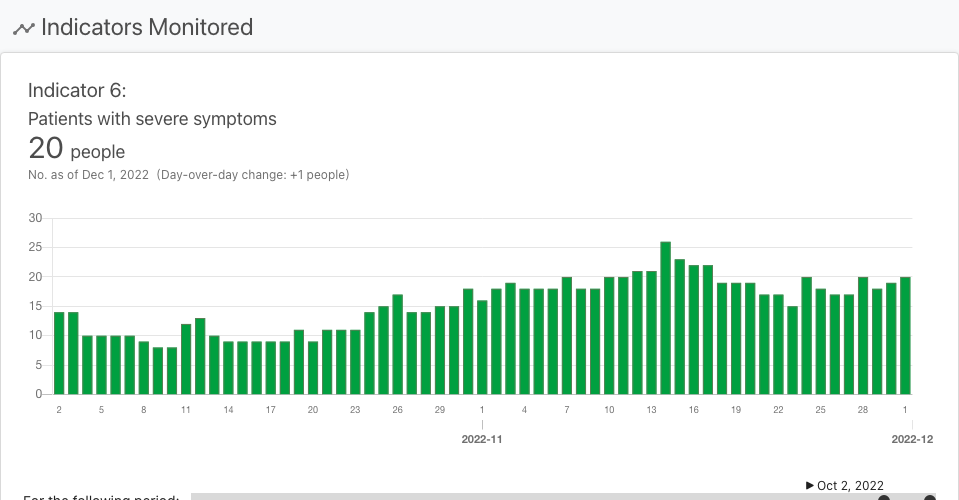 Indicators Monitored
Indicator 6:
Patients with severe symptoms
20 people
No. as of Dec 1, 2022 (Day-over-day change: +1 people)
30
25
20
15
10
5
0
2 5 8 11 14 17 20 23 26 29 1 4 7 10 13 16 19 22 25 28 1
2022-11 2022-12
Oct 2, 2022
For the following period: